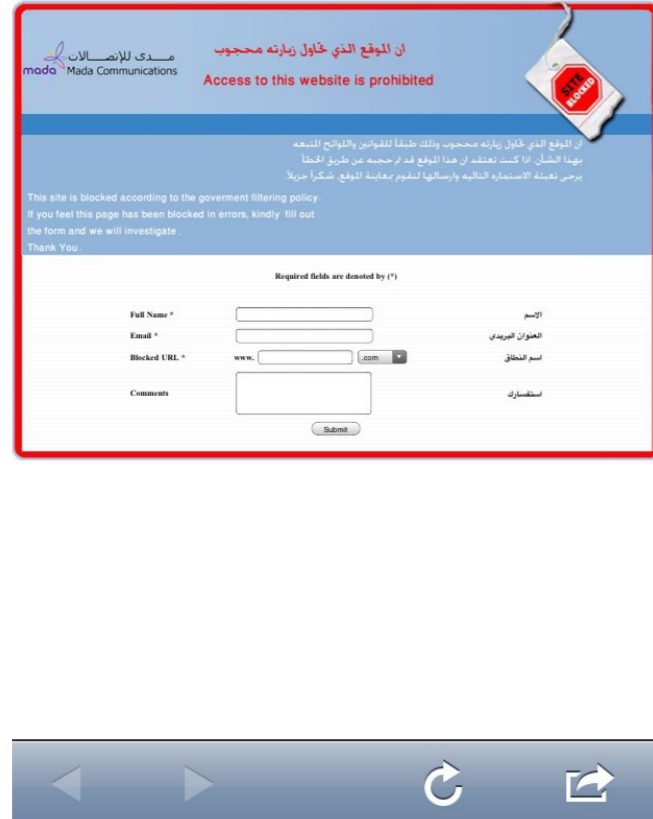 مـــدى للإتصـــالات
mada Mada Communications
ان الموقع الذي تحاول زيارته محجوب
Access to this website is prohibited
SITE
BLOCKED
ان الموقع الذي تحاول زيارته محجوب وذلك طبقاً للقوانين واللوائح المتبعه
بهذا الشأن. اذا كنت تعتقد ان هذا الموقع قد تم حجبه عن طريق الخطأ
يرجى تعبئة الاستماره التاليه وارسالها لنقوم بمعاينة الموقع. شكراً جزيلاً.
This site is blocked according to the goverment filtering policy.
If you feel this page has been blocked in errors, kindly fill out
the form and we will investigate.
Thank You.
Required fields are denoted by (*)
Full Name * الاسم
Email * العنوان البريدي
Blocked URL * www. .com اسم النطاق
Comments استفسارك
Submit